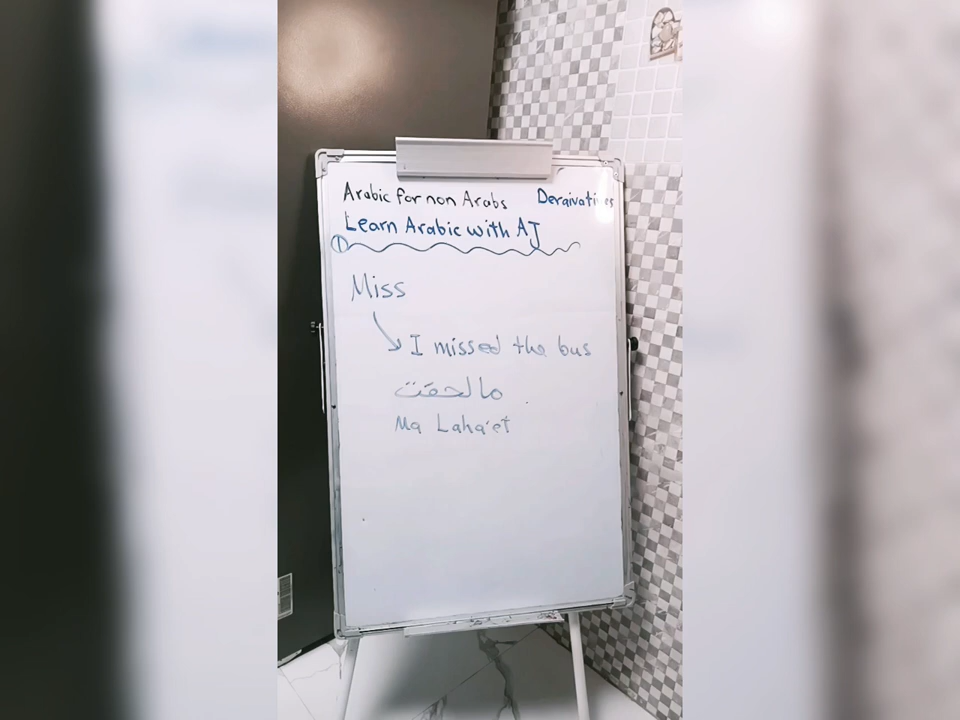 Arabic for non Arabs Deraivatives
Learn Arabic with AJ
1
Miss
I missed the bus
ما لحقت
Ma Laha'et